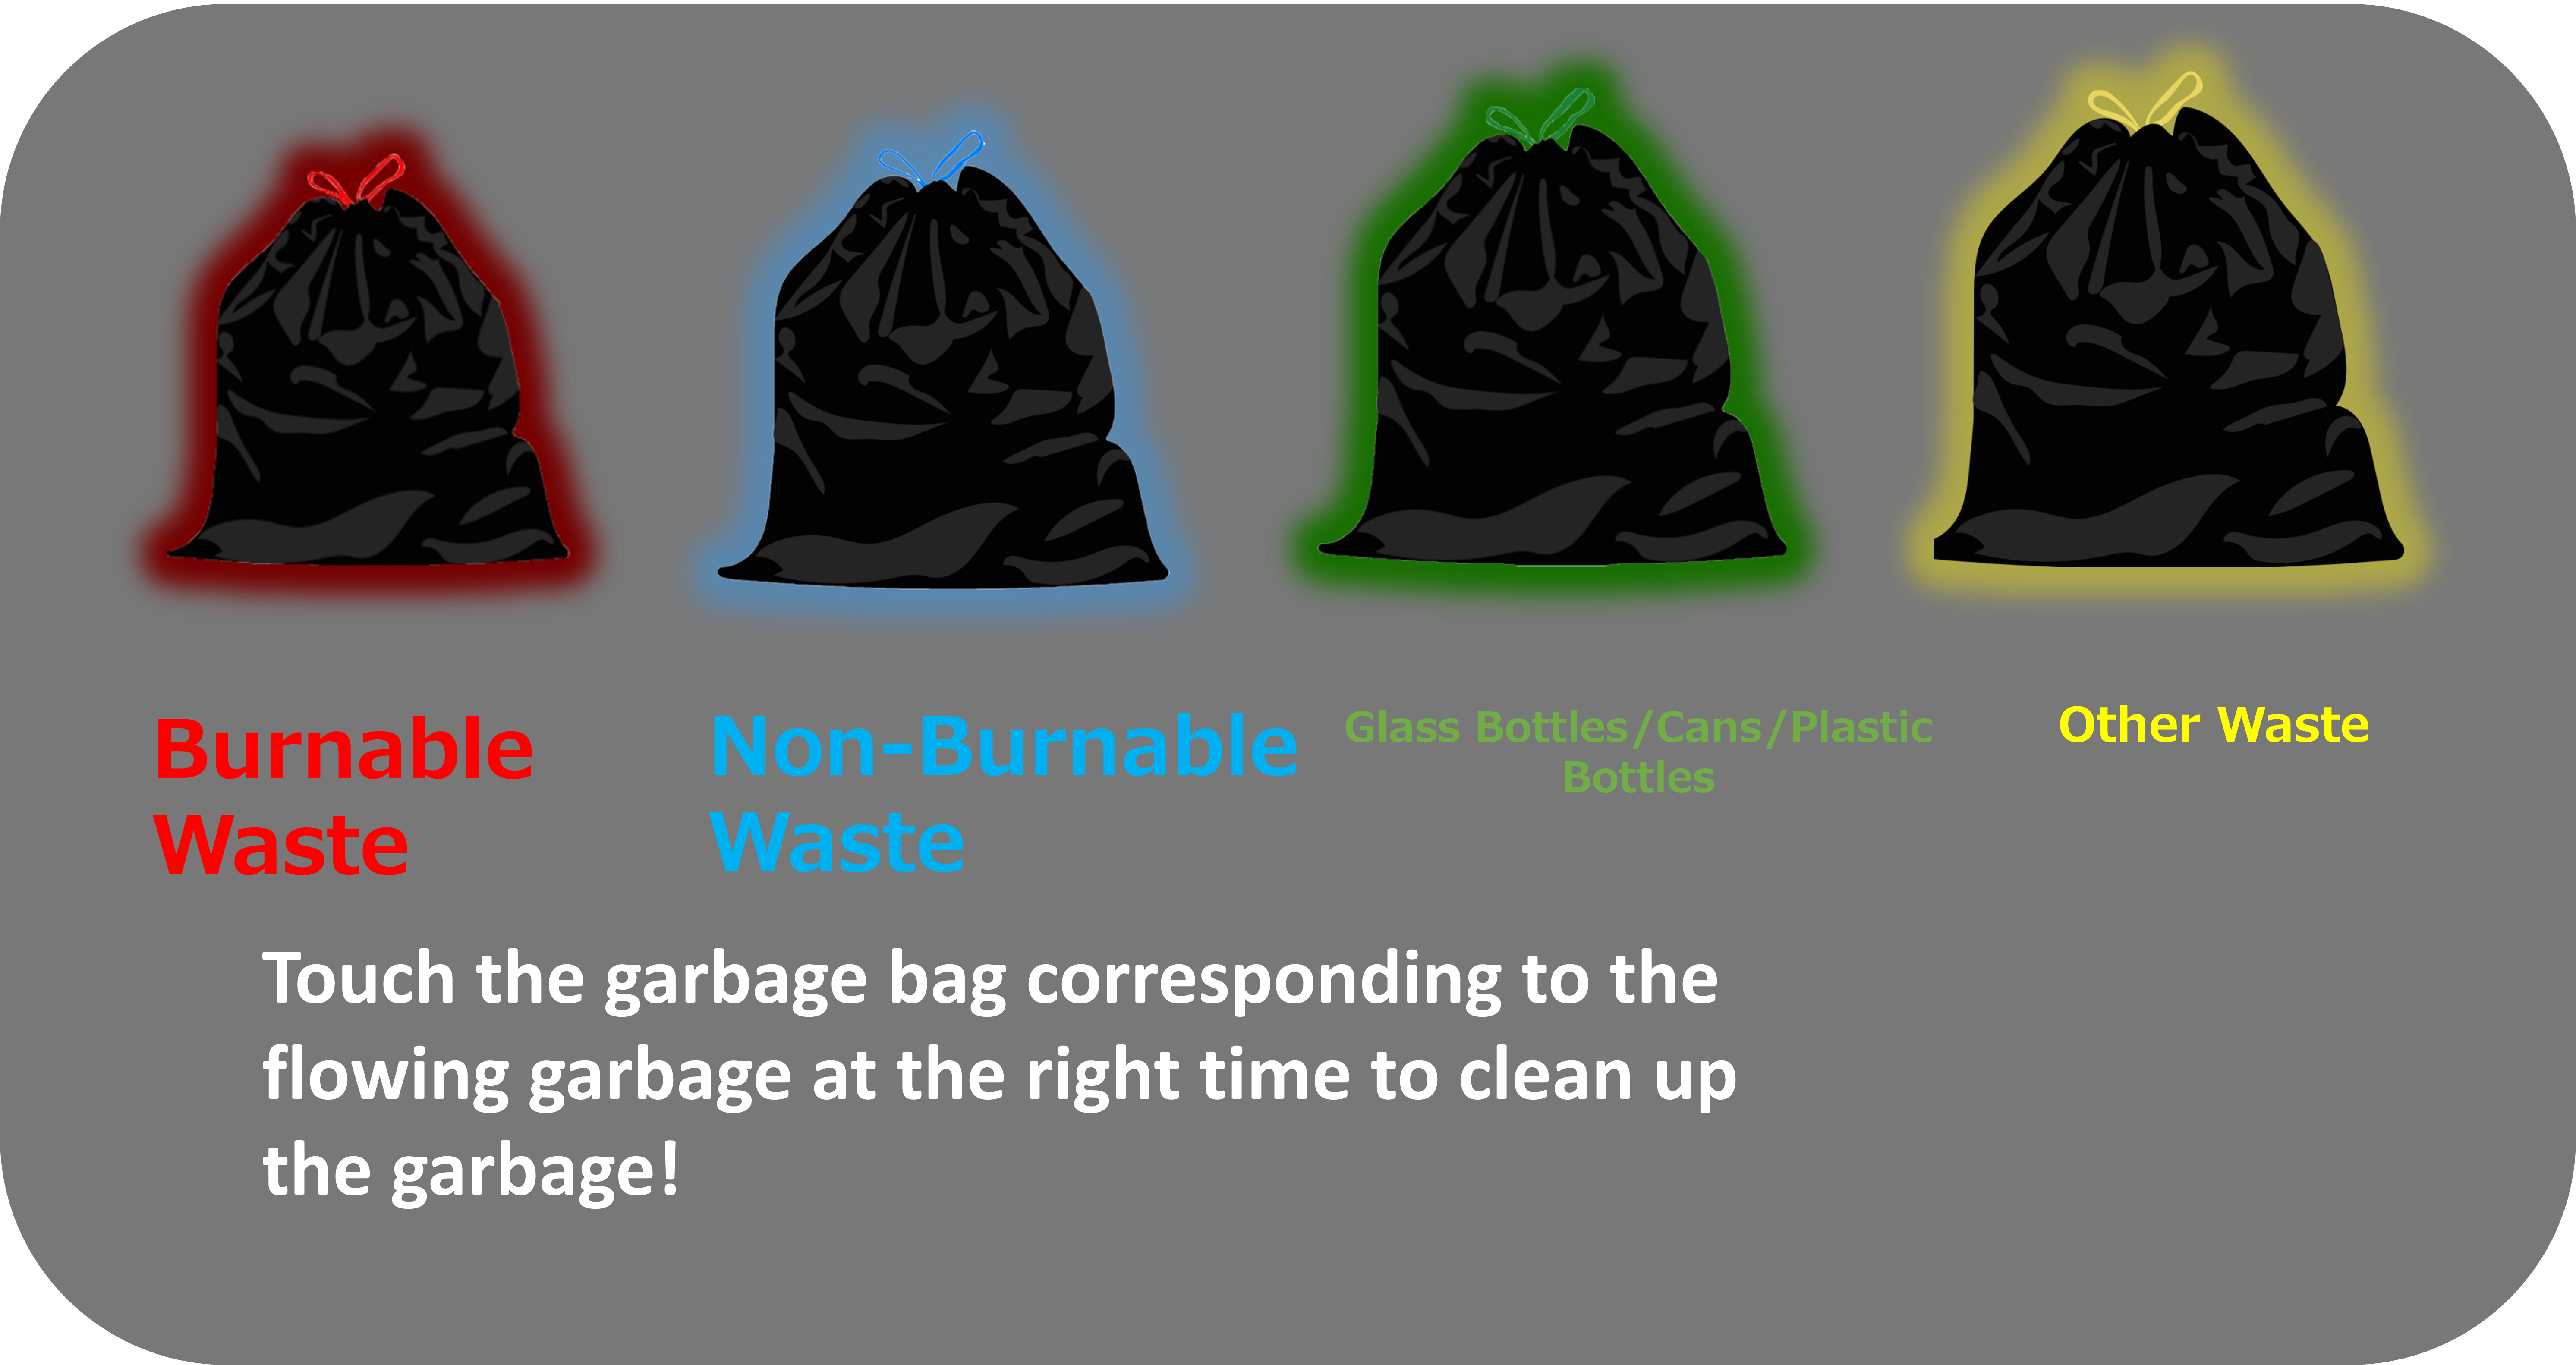 Burnable
Waste
Non-Burnable
Waste
Glass Bottles/Cans/Plastic
Bottles
Other Waste
Touch the garbage bag corresponding to the
flowing garbage at the right time to clean up
the garbage!